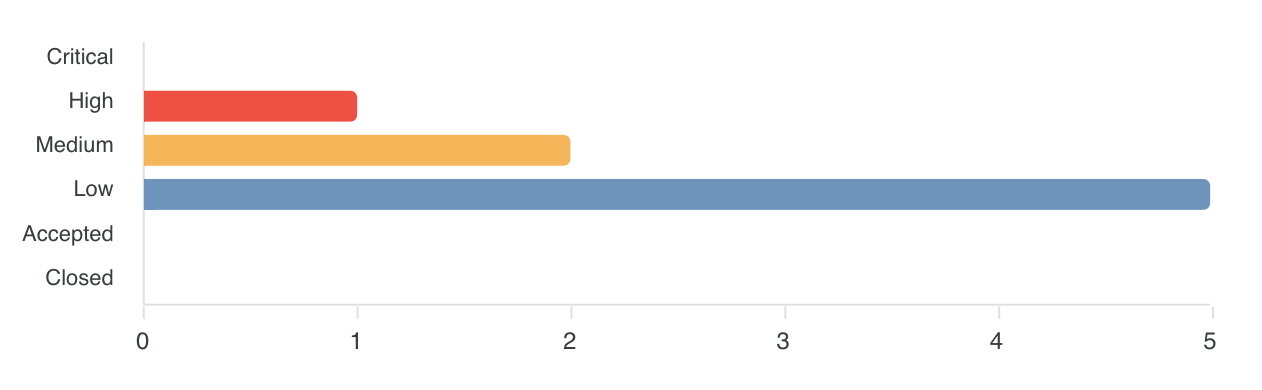 Critical
High
Medium
Low
Accepted
Closed
0 1 2 3 4 5